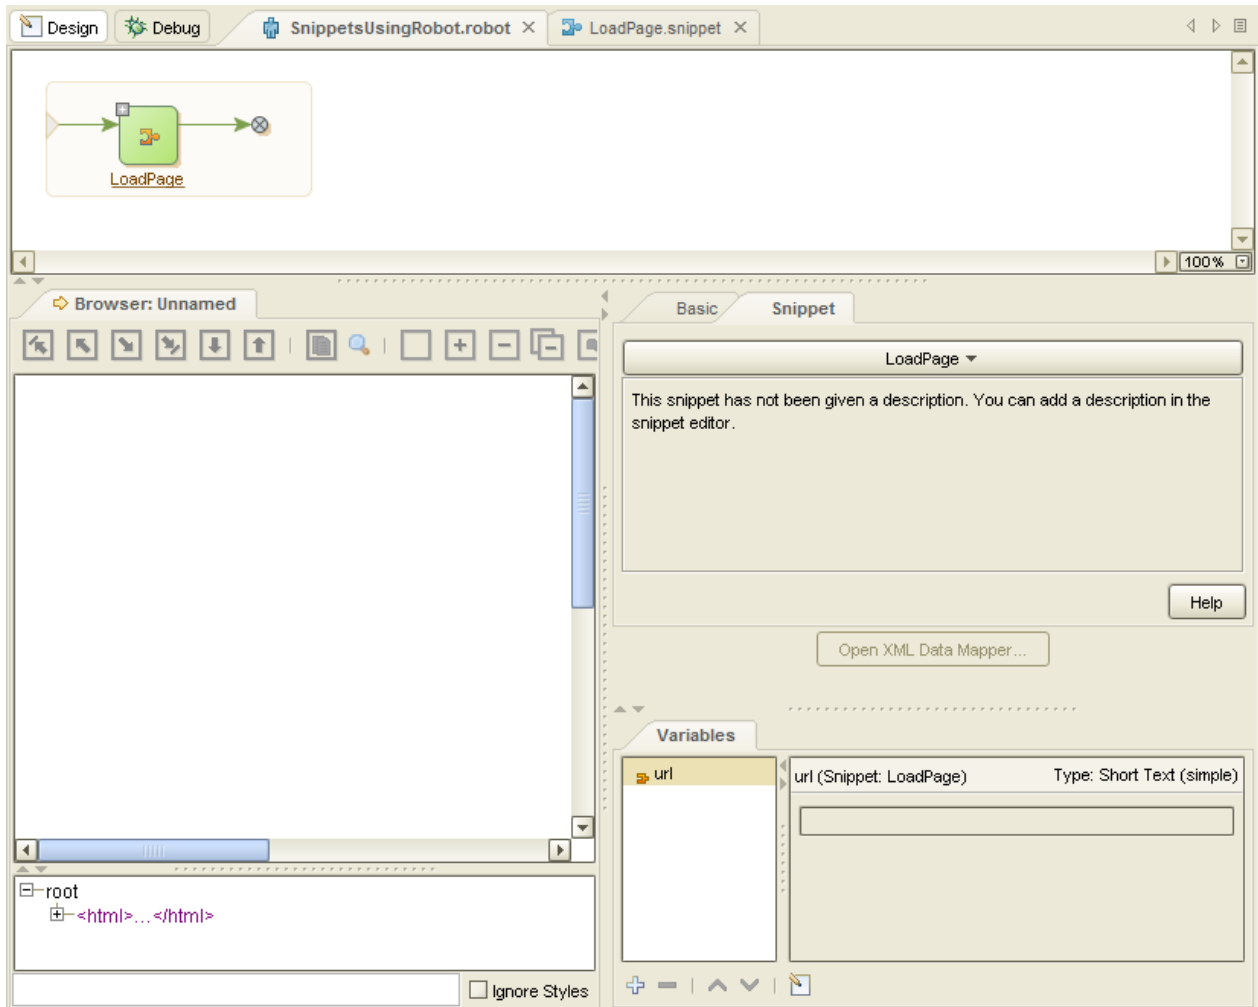 Design
Debug
SnippetsUsingRobot.robot
LoadPage.snippet
LoadPage
100%
Browser: Unnamed
Basic
Snippet
LoadPage
This snippet has not been given a description. You can add a description in the
snippet editor.
Help
Open XML Data Mapper...
Variables
url
url (Snippet: LoadPage)
Type: Short Text (simple)
root
<html>...</html>
Ignore Styles